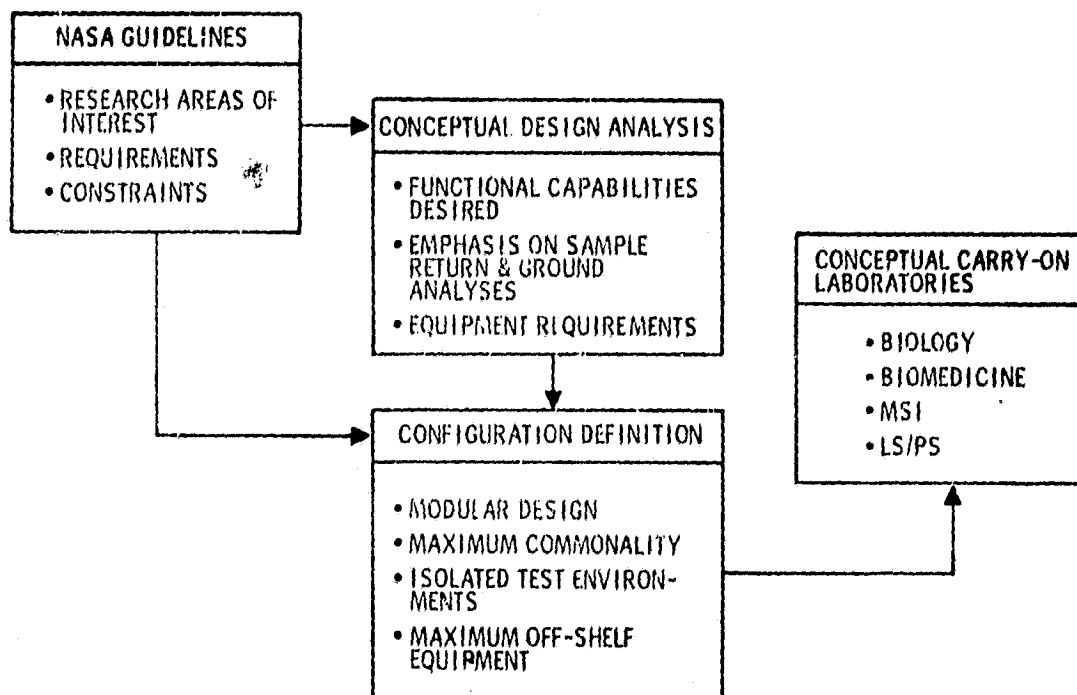 NASA GUIDELINES
• RESEARCH AREAS OF
INTEREST
• REQUIREMENTS
• CONSTRAINTS
CONCEPTUAL DESIGN ANALYSIS
• FUNCTIONAL CAPABILITIES
DESIRED
• EMPHASIS ON SAMPLE
RETURN & GROUND
ANALYSES
• EQUIPMENT REQUIREMENTS
CONFIGURATION DEFINITION
• MODULAR DESIGN
• MAXIMUM COMMONALITY
• ISOLATED TEST ENVIRON-
MENTS
• MAXIMUM OFF-SHELF
EQUIPMENT
CONCEPTUAL CARRY-ON
LABORATORIES
• BIOLOGY
• BIOMEDICINE
• MSI
• LS/PS